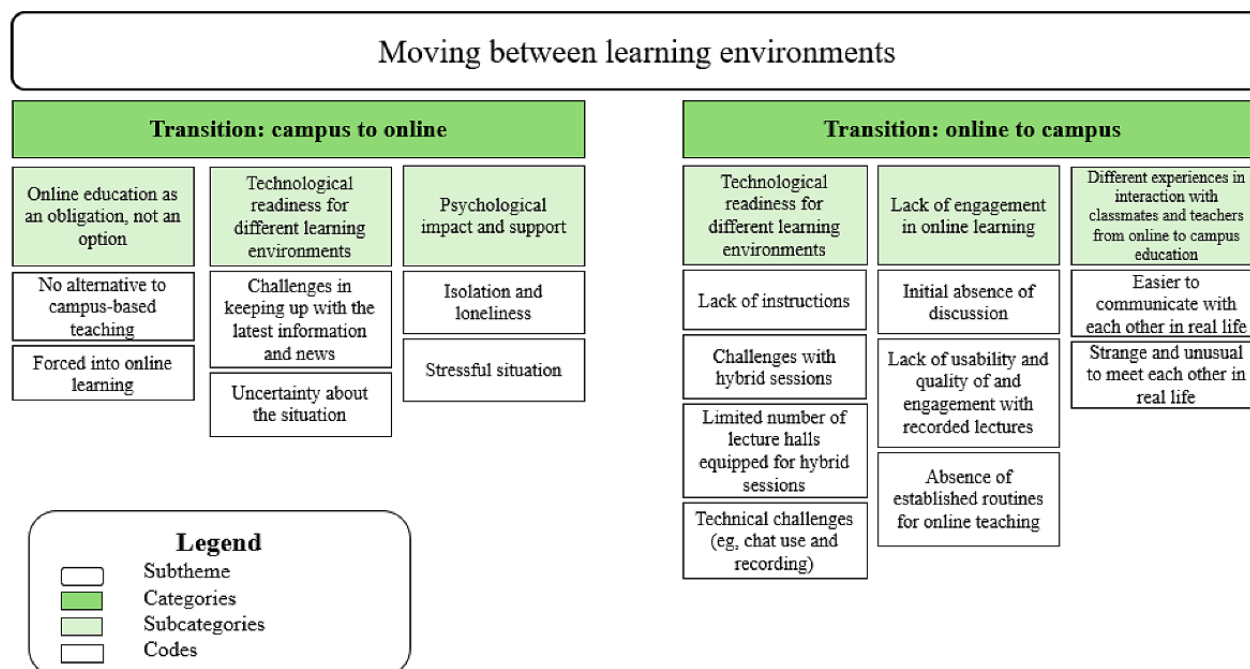 Moving between learning environments
Transition: campus to online
Online education as
an obligation, not an
option
No alternative to
campus-based
teaching
Forced into online
learning
Technological
readiness for
different learning
environments
Challenges in
keeping up with the
latest information
and news
Uncertainty about
the situation
Psychological
impact and support
Isolation and
loneliness
Stressful situation
Transition: online to campus
Technological
readiness for
different learning
environments
Lack of instructions
Challenges with
hybrid sessions
Limited number of
lecture halls
equipped for hybrid
sessions
Technical challenges
(eg, chat use and
recording)
Lack of engagement
in online learning
Initial absence of
discussion
Lack of usability and
quality of and
engagement with
recorded lectures
Absence of
established routines
for online teaching
Different experiences in
interaction with
classmates and teachers
from online to campus
education
Easier to
communicate with
each other in real life
Strange and unusual
to meet each other in
real life
Legend
Subtheme
Categories
Subcategories
Codes